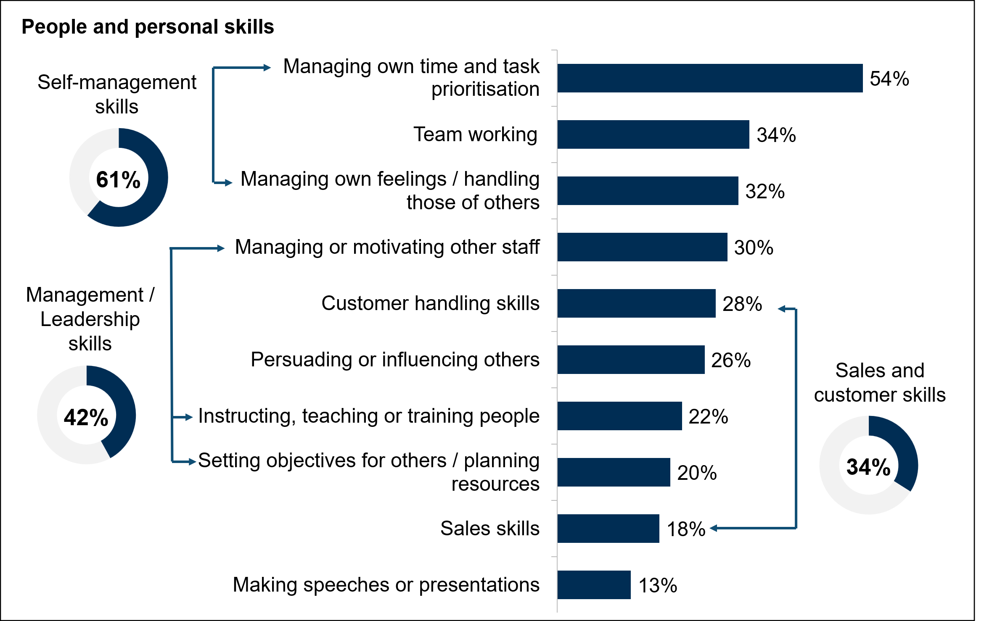 People and personal skills
Self-management
skills
61%
Management /
Leadership
skills
42%
Managing own time and task
prioritisation
54%
Team working
34%
Managing own feelings / handling
those of others
32%
Managing or motivating other staff
30%
Customer handling skills
28%
Persuading or influencing others
26%
Instructing, teaching or training people
22%
Setting objectives for others / planning
resources
20%
Sales skills
18%
Making speeches or presentations
13%
Sales and
customer skills
34%